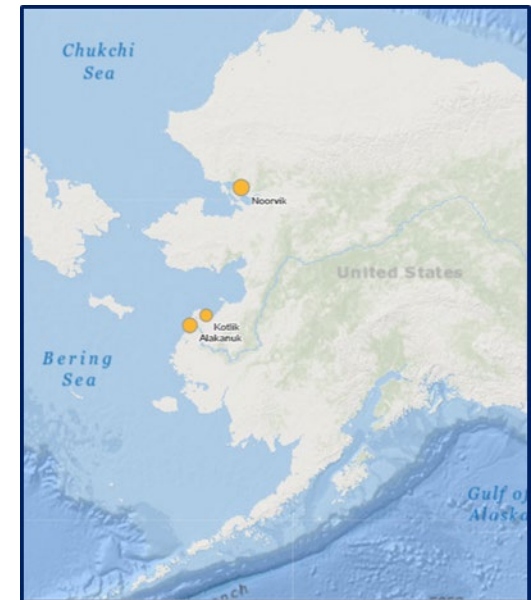 Chukchi
Sea
Noorvik
United States
Kotlik
Alakanuk
Bering
Sea
Gulf of
Alaska